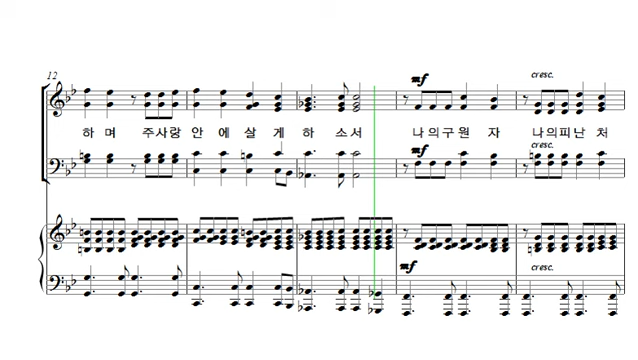 12
mf
cresc.
하 며 주사랑 안 에 살 게 하 소서 나의구원 자 나의피난 처
mf
cresc.
mf
cresc.